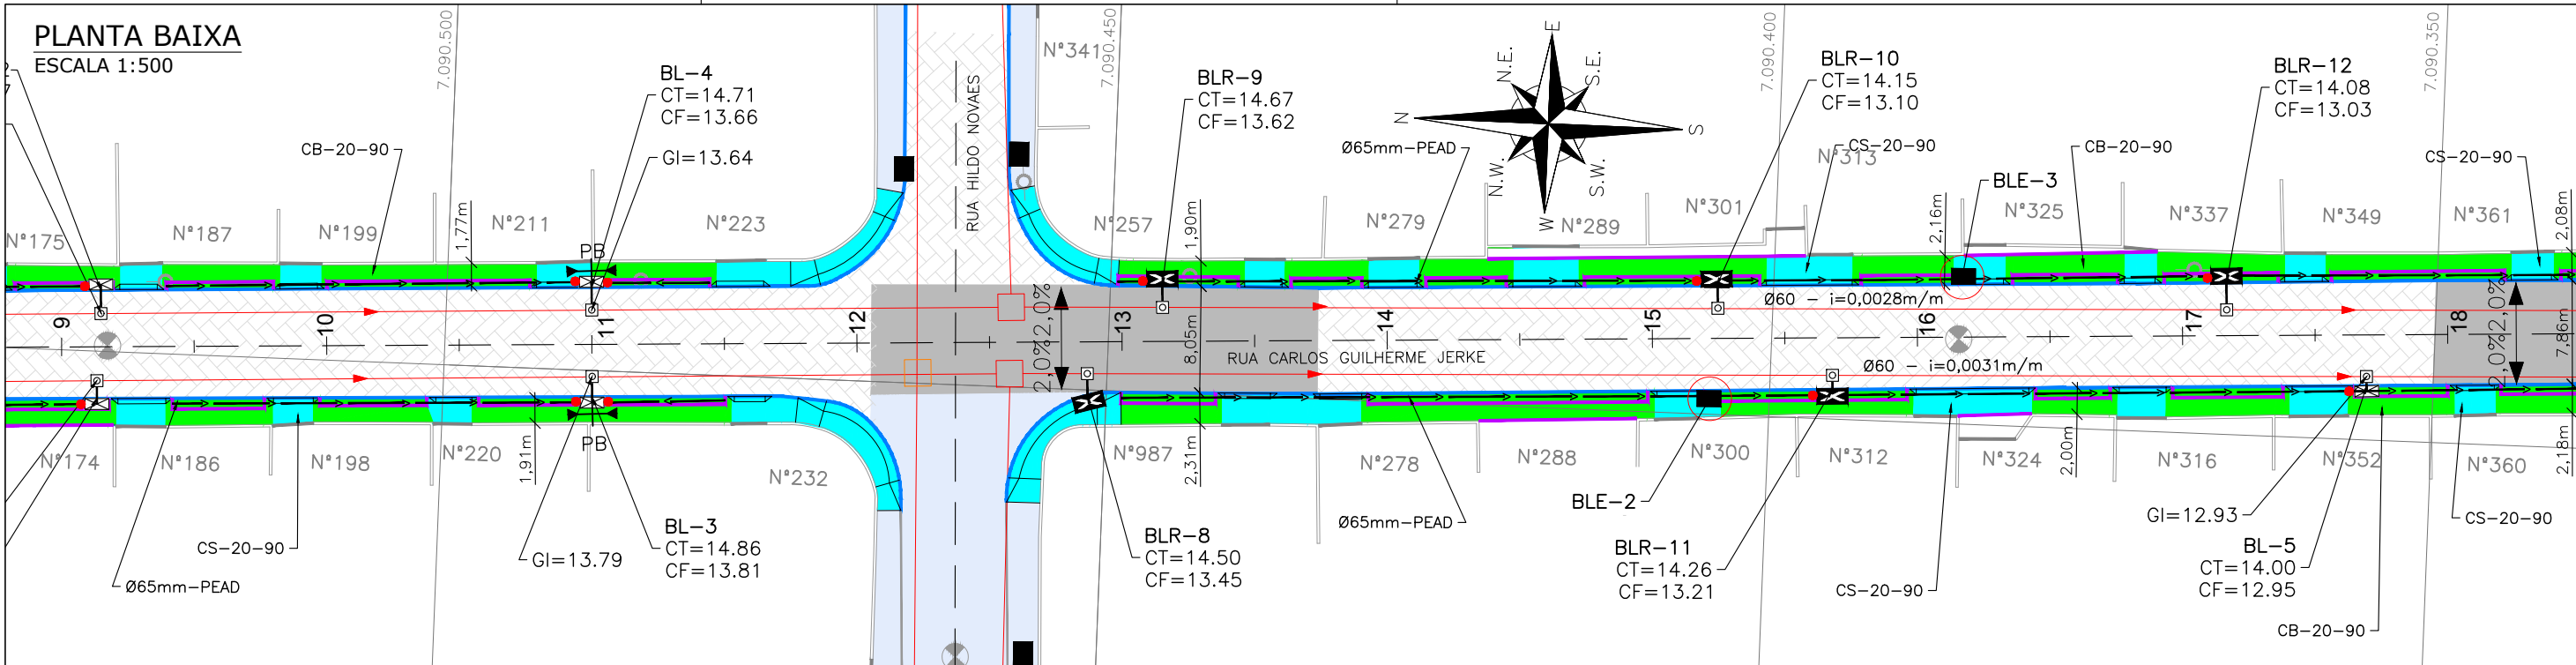 PLANTA BAIXA
ESCALA 1:500
7.090.500
N°341
7.090.450
7.090.400
7.090.350
RUA HILDO NOVAES
BL-4
CT=14.71
CF=13.66
GI=13.64
CB-20-90
BLR-9
CT=14.67
CF=13.62
Ø65mm-PEAD
E
N.E.
S.E.
N
S
N.W.
S.W.
W
BLR-10
CT=14.15
CF=13.10
CS-20-90
N°313
BLE-3
CB-20-90
BLR-12
CT=14.08
CF=13.03
CS-20-90
N°175
N°187
N°199
1,77m
N°211
PB
N°223
N°257
1,90m
N°279
N°289
N°301
2,16m
N°325
N°337
N°349
N°361
2,08m
9
10
11
12
2,0%
2,0%
13
8,05m
14
15
16
17
18
2,0%
2,0%
7,86m
Ø60 - i=0,0028m/m
RUA CARLOS GUILHERME JERKE
Ø60 - i=0,0031m/m
N°174
N°186
N°198
N°220
1,91m
PB
N°232
N°987
2,31m
N°278
N°288
N°300
N°312
N°324
2,00m
N°316
N°352
N°360
2,18m
Ø65mm-PEAD
CS-20-90
GI=13.79
BL-3
CT=14.86
CF=13.81
BLR-8
CT=14.50
CF=13.45
Ø65mm-PEAD
BLE-2
BLR-11
CT=14.26
CF=13.21
CS-20-90
GI=12.93
BL-5
CT=14.00
CF=12.95
CB-20-90
CS-20-90